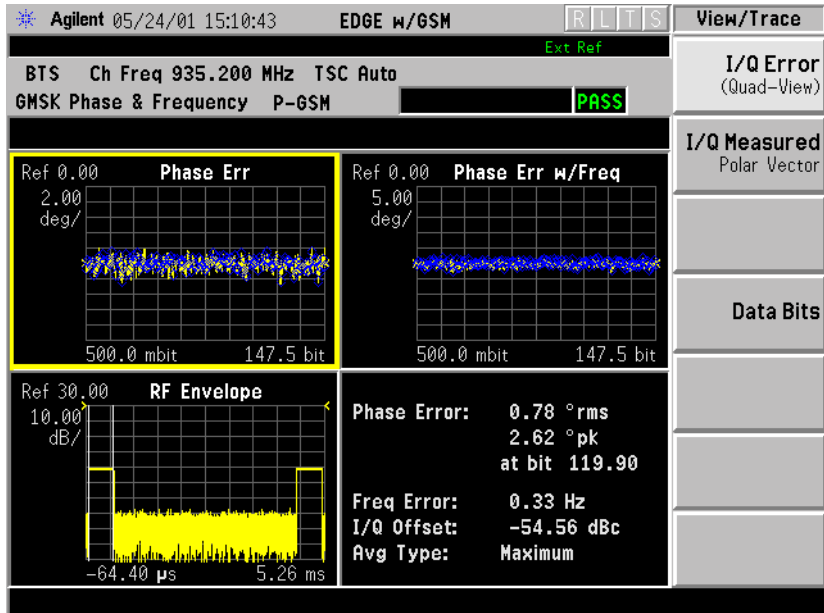 Agilent 05/24/01 15:10:43 EDGE w/GSM R L T S View/Trace
Ext Ref
BTS Ch Freq 935.200 MHz TSC Auto
GMSK Phase & Frequency P-GSM PASS
I/Q Error
(Quad-View)
I/Q Measured
Polar Vector
Data Bits
Ref 0.00 Phase Err
2.00
deg/
500.0 mbit 147.5 bit
Ref 0.00 Phase Err w/Freq
5.00
deg/
500.0 mbit 147.5 bit
Ref 30.00 RF Envelope
10.00
dB/
-64.40 µs 5.26 ms
Phase Error: 0.78 °rms
2.62 °pk
at bit 119.90
Freq Error: 0.33 Hz
I/Q Offset: -54.56 dBc
Avg Type: Maximum